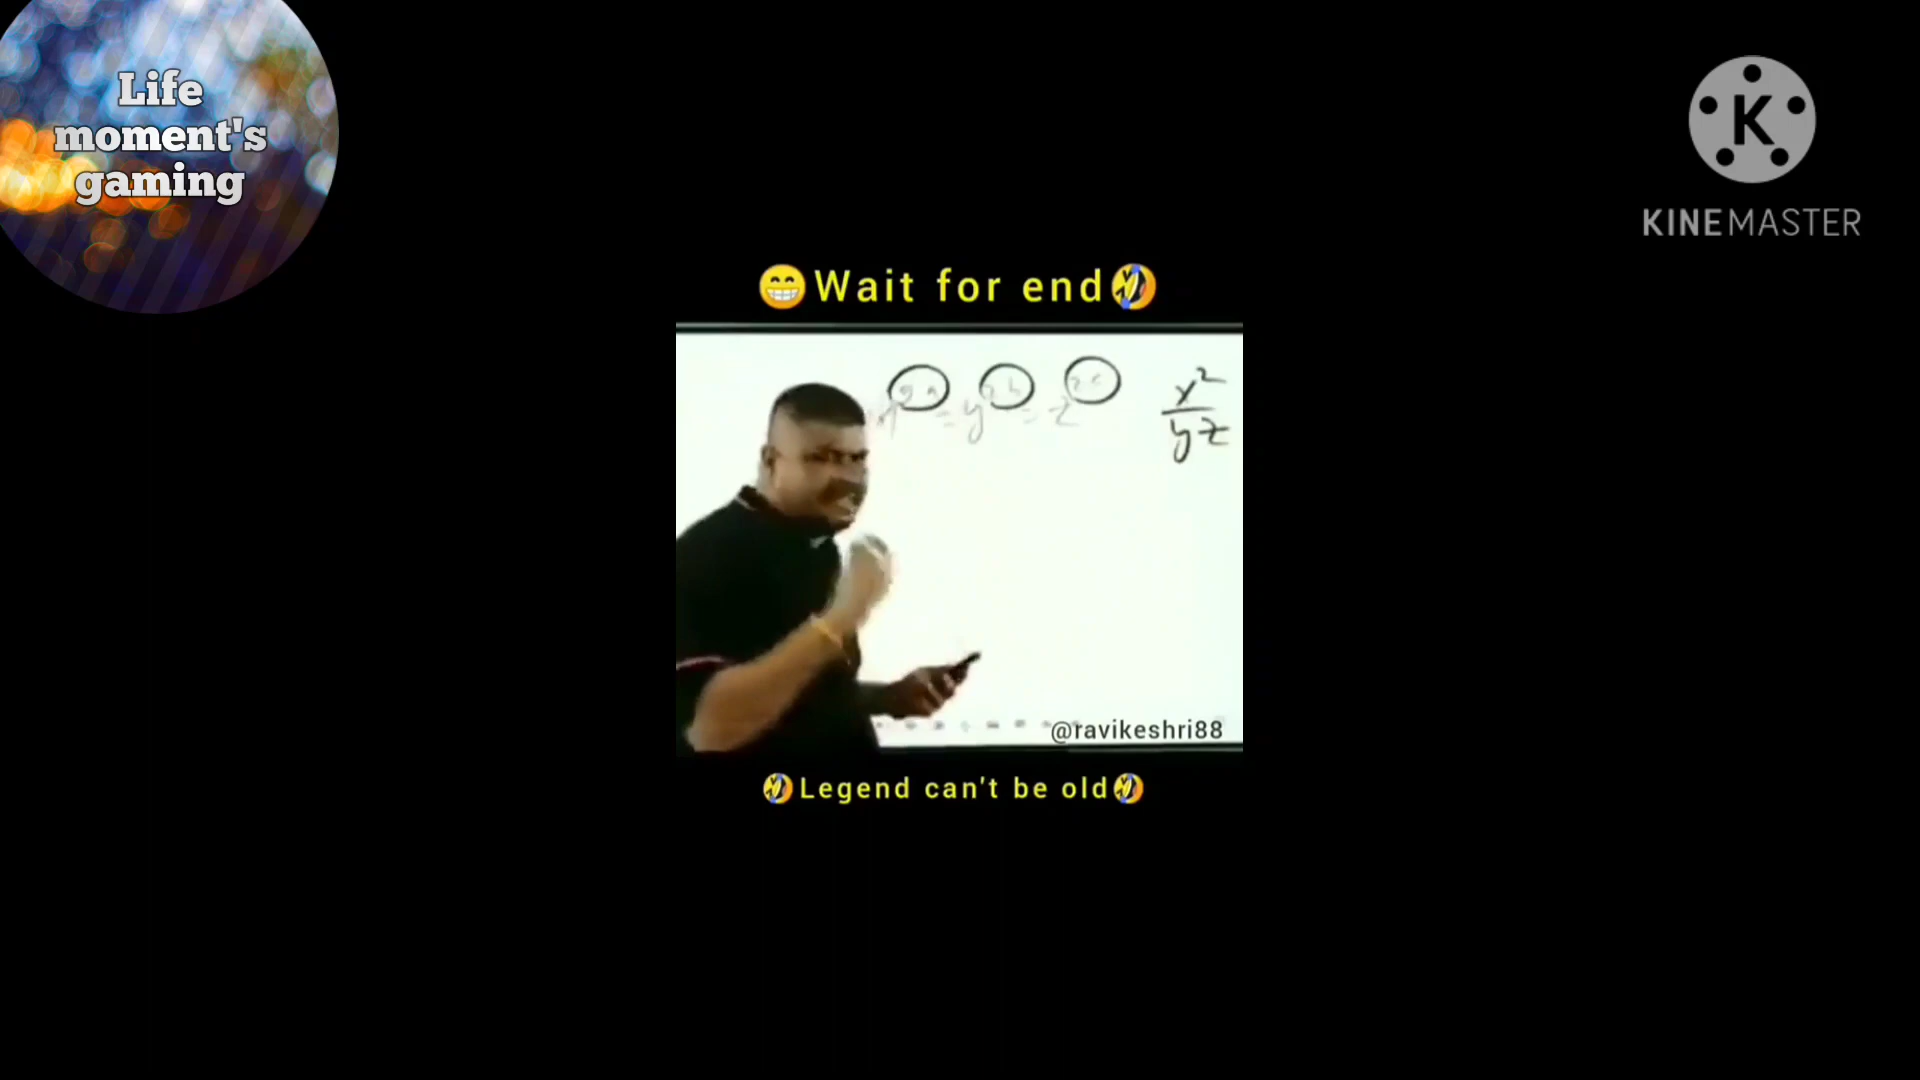 Life
moment's
gaming
KINEMASTER
😁Wait for end🤣
x²
yz
@ravikeshri88
🤣Legend can't be old🤣